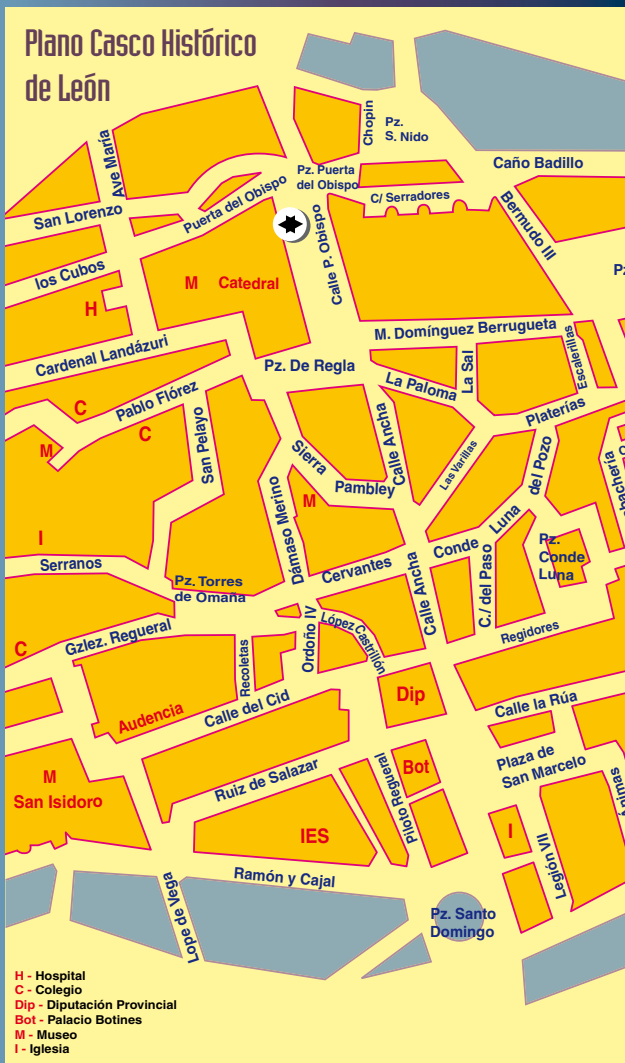 Plano Casco Histórico
de León
Chopin
Pz.
S. Nido
Ave María
Pz. Puerta
del Obispo
Caño Badillo
C/ Serradores
Puerta del Obispo
San Lorenzo
Bermudo III
Calle P. Obispo
los Cubos
M Catedral
H
M. Domínguez Berrugueta
Cardenal Landázuri
Escalerillas
La Sal
Pz. De Regla
La Paloma
Pablo Flórez
C
C
Platerías
San Pelayo
Calle Ancha
Sierra
Pambley
Las Varillas
del Pozo
M
Damaso Merino
M
Luna
Conde
I
Serranos
Pz.
Conde
Luna
Cervantes
Pz. Torres
de Omaña
Calle Ancha
C./ del Paso
Ordoño IV
López Castrillón
Regidores
Gzlez. Regueral
C
Recoletas
Dip
Calle la Rúa
Audencia
Calle del Cid
Plaza de
San Marcelo
Ruiz de Salazar
Piloto Regueral
Bot
M
San Isidoro
IES
I
Legión VII
Ramón y Cajal
Lope de Vega
Pz. Santo
Domingo
H - Hospital
C - Colegio
Dip - Diputación Provincial
Bot - Palacio Botines
M - Museo
I - Iglesia